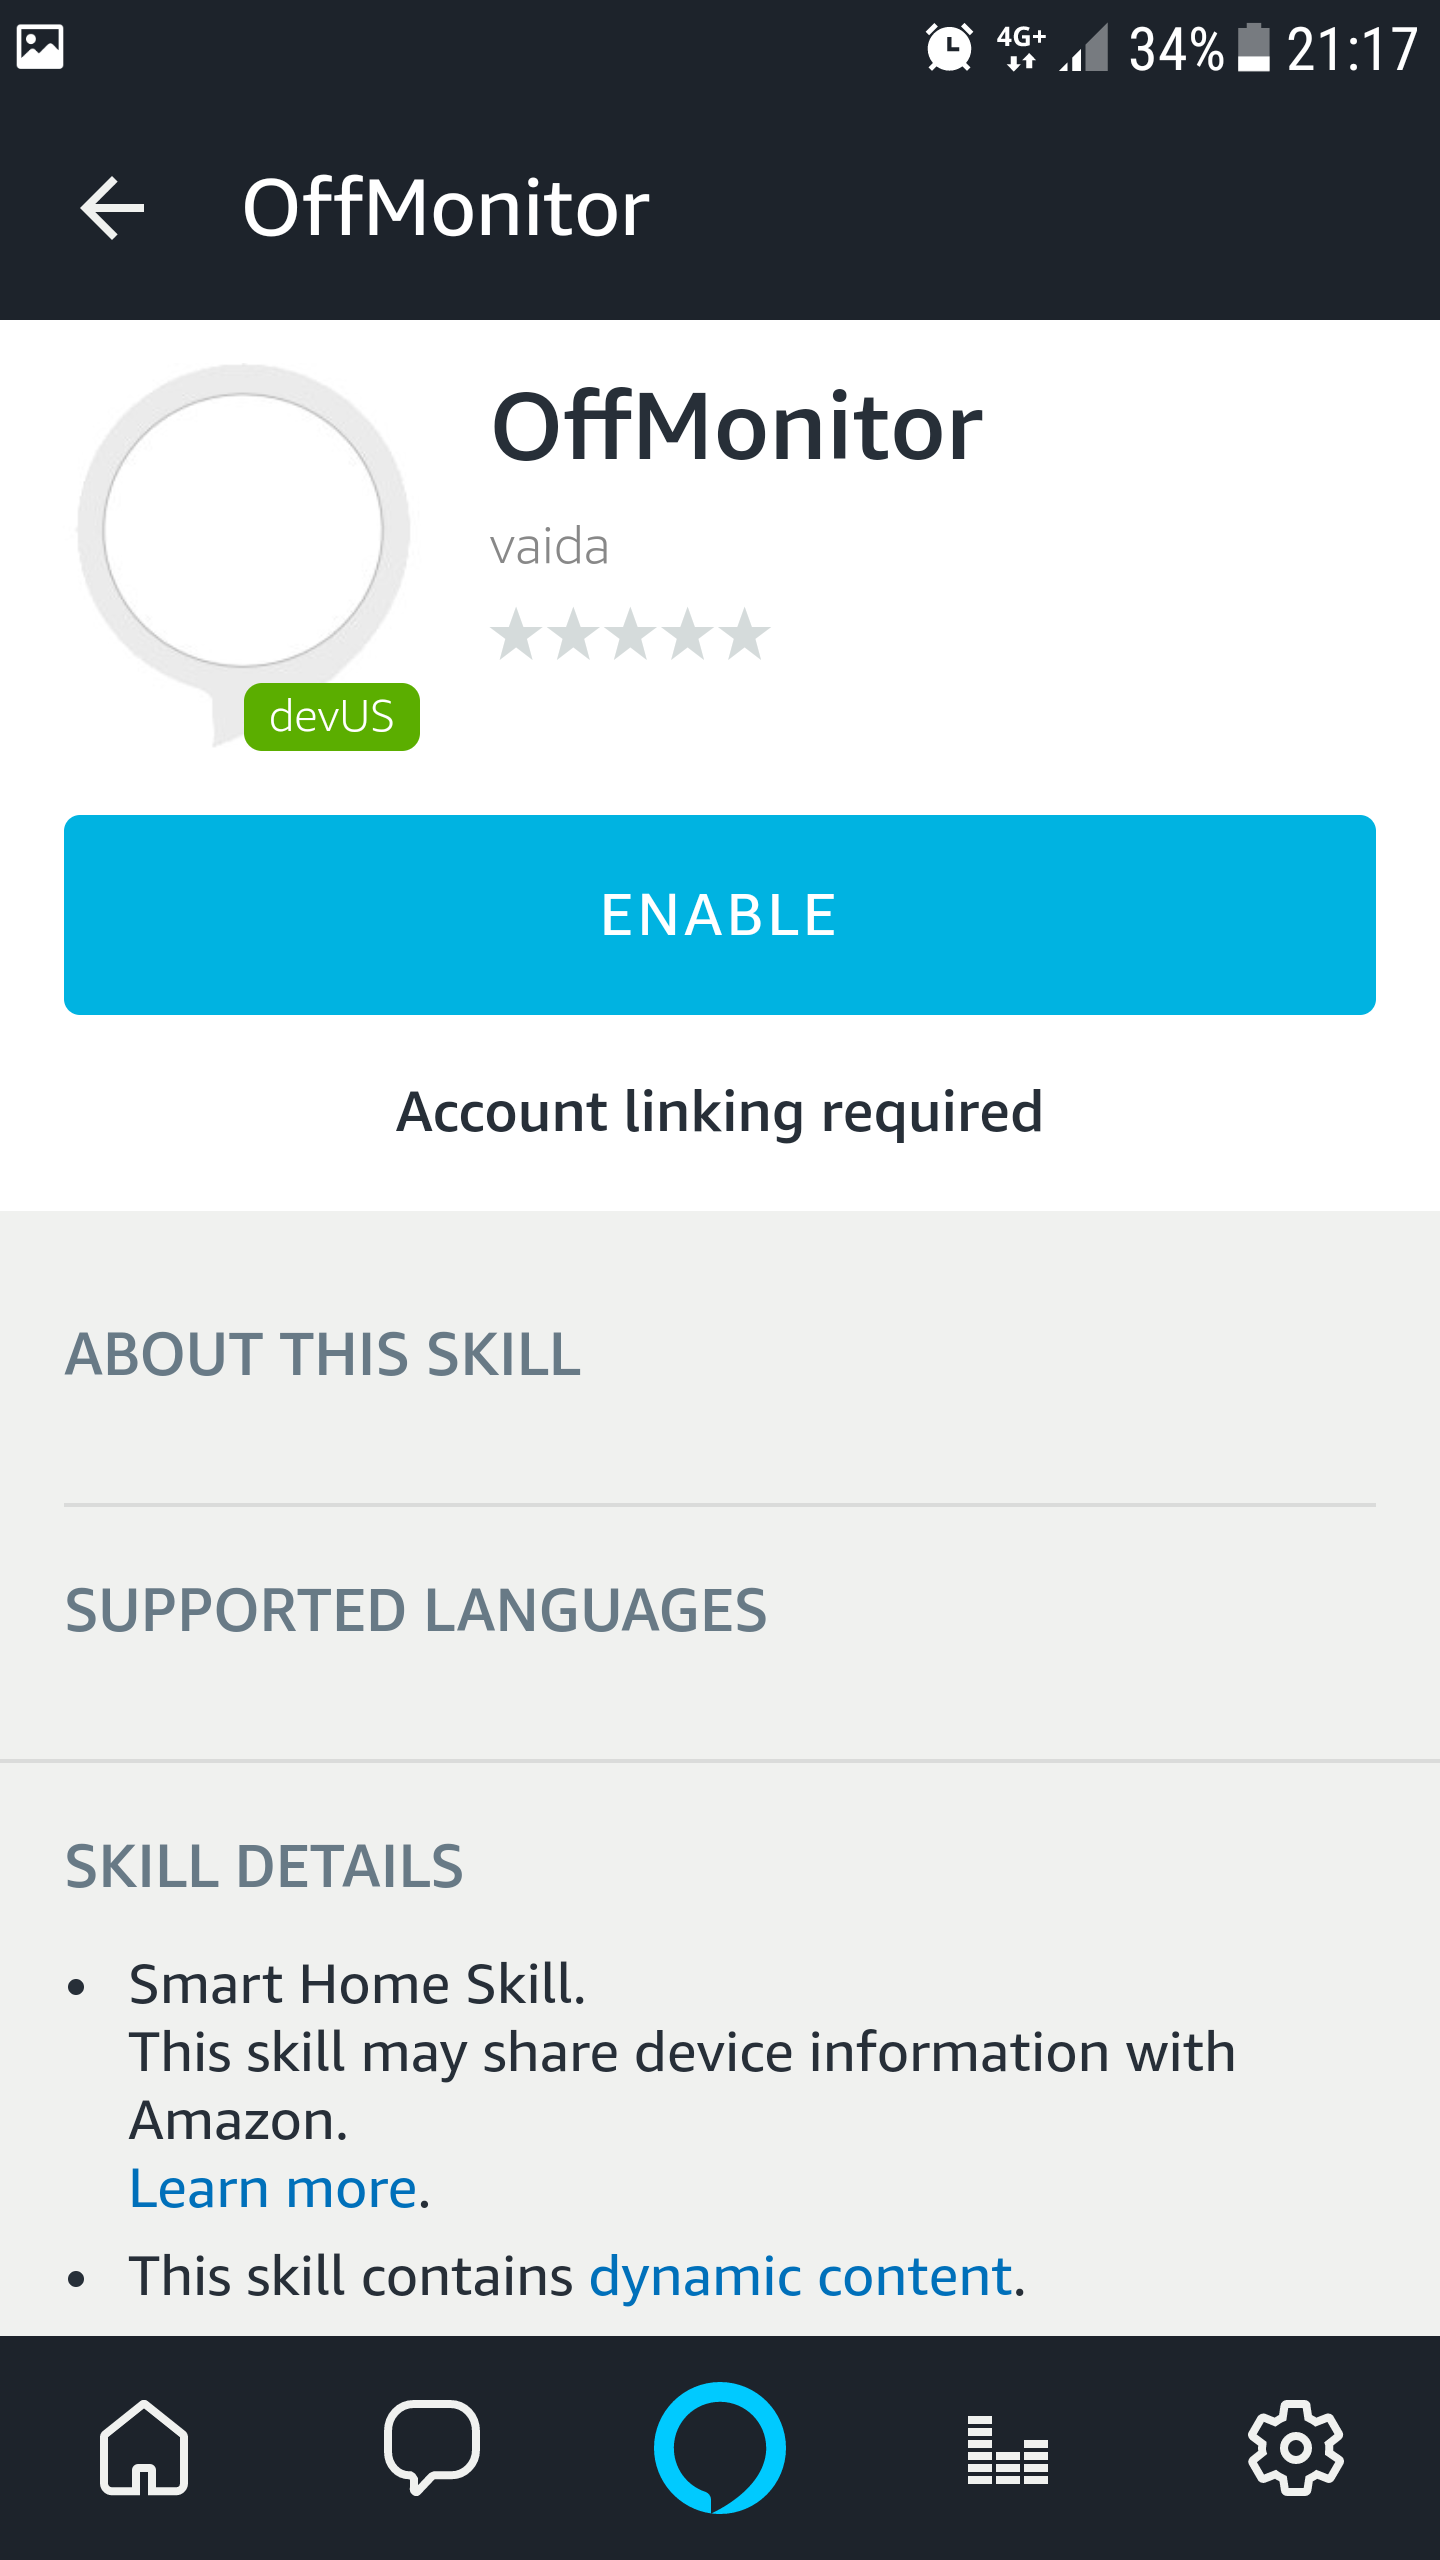 4G+ 34% 21:17
OffMonitor
OffMonitor
vaida
devUS
ENABLE
Account linking required
ABOUT THIS SKILL
SUPPORTED LANGUAGES
SKILL DETAILS
• Smart Home Skill.
This skill may share device information with
Amazon.
Learn more.
• This skill contains dynamic content.